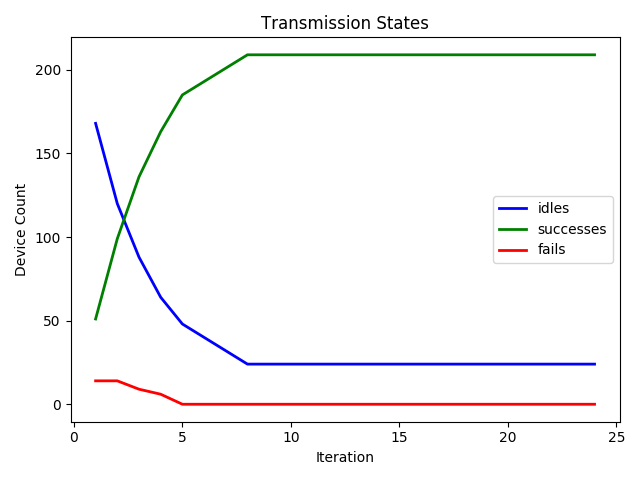 Transmission States
Device Count
200
150
100
50
0
idles
successes
fails
0 5 10 15 20 25
Iteration